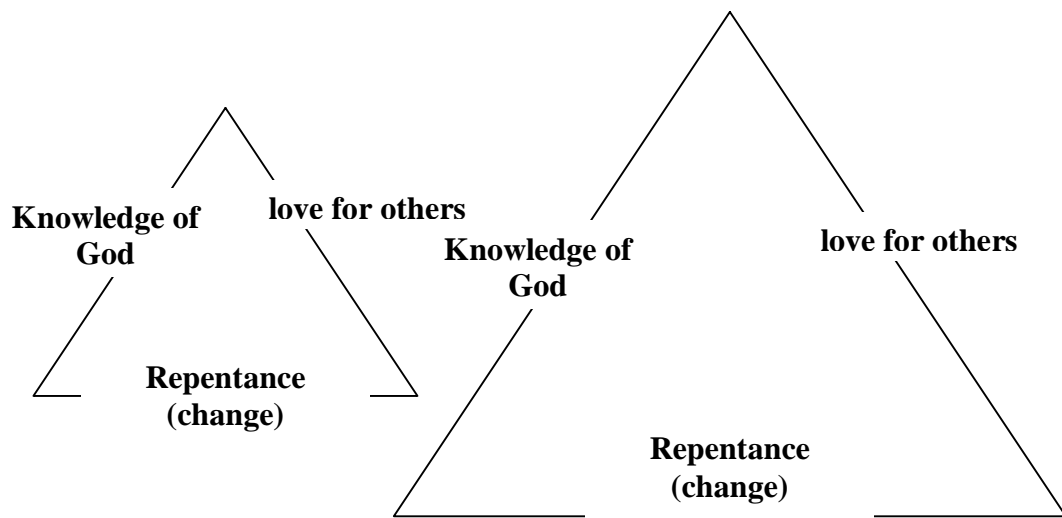 Knowledge of
God
love for others
Repentance
(change)
Knowledge of
God
love for others
Repentance
(change)